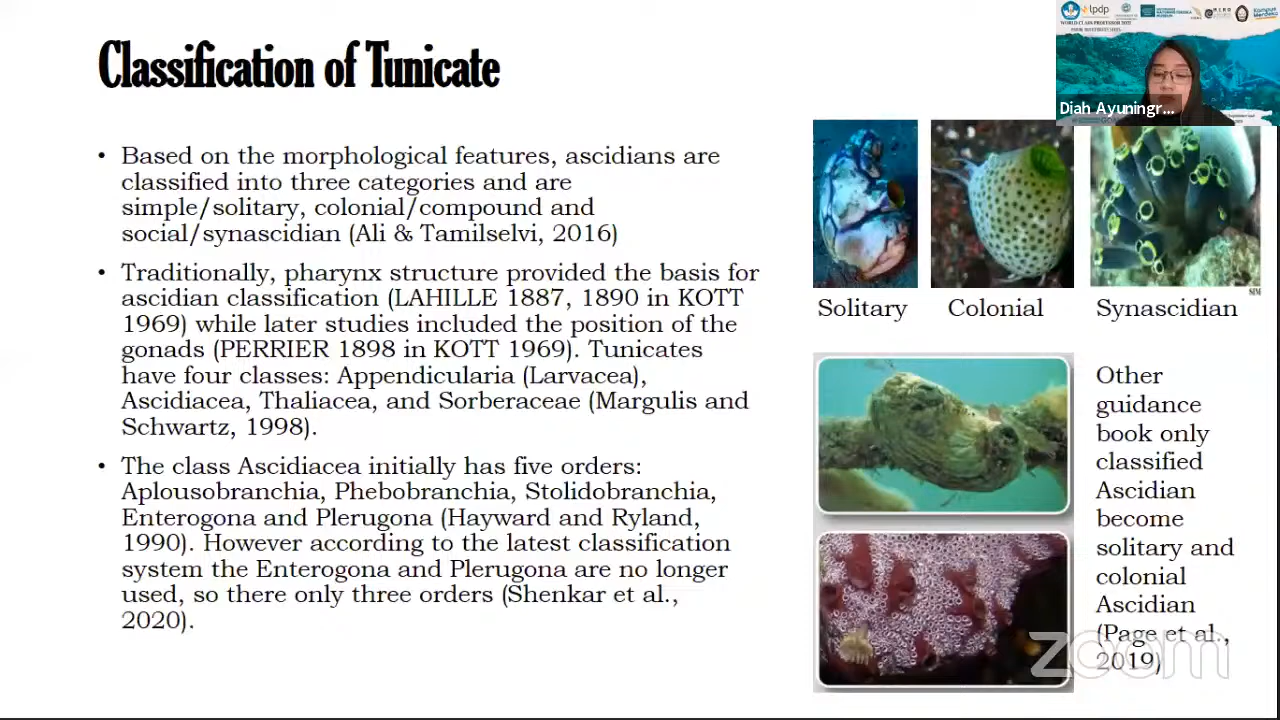 Classification of Tunicate
• Based on the morphological features, ascidians are
classified into three categories and are
simple/solitary, colonial/compound and
social/synascidian (Ali & Tamilselvi, 2016)
• Traditionally, pharynx structure provided the basis for
ascidian classification (LAHILLE 1887, 1890 in KOTT
1969) while later studies included the position of the
gonads (PERRIER 1898 in KOTT 1969). Tunicates
have four classes: Appendicularia (Larvacea),
Ascidiacea, Thaliacea, and Sorberaceae (Margulis and
Schwartz, 1998).
• The class Ascidiacea initially has five orders:
Aplousobranchia, Phebobranchia, Stolidobranchia,
Enterogona and Plerugona (Hayward and Ryland,
1990). However according to the latest classification
system the Enterogona and Plerugona are no longer
used, so there only three orders (Shenkar et al.,
2020).
lpdp
Diah Ayuningr...
Solitary
Colonial
Synascidian
Other
guidance
book only
classified
Ascidian
become
solitary and
colonial
Ascidian
(Page et al.,
2019)
zoom